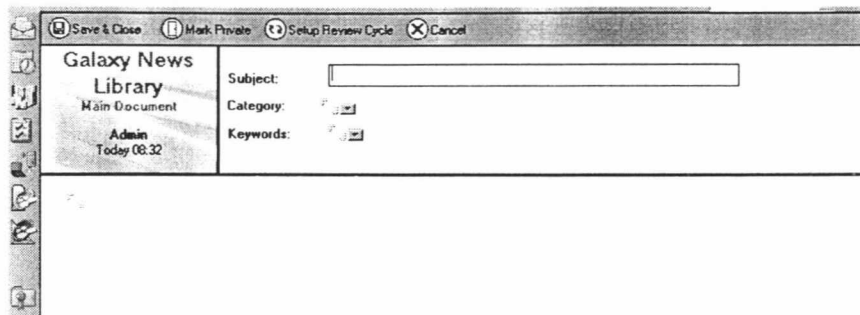 Save & Close Mark Private Setup Review Cycle Cancel
Galaxy News
Library
Main Document
Admin
Today 08:32
Subject:
Category:
Keywords: